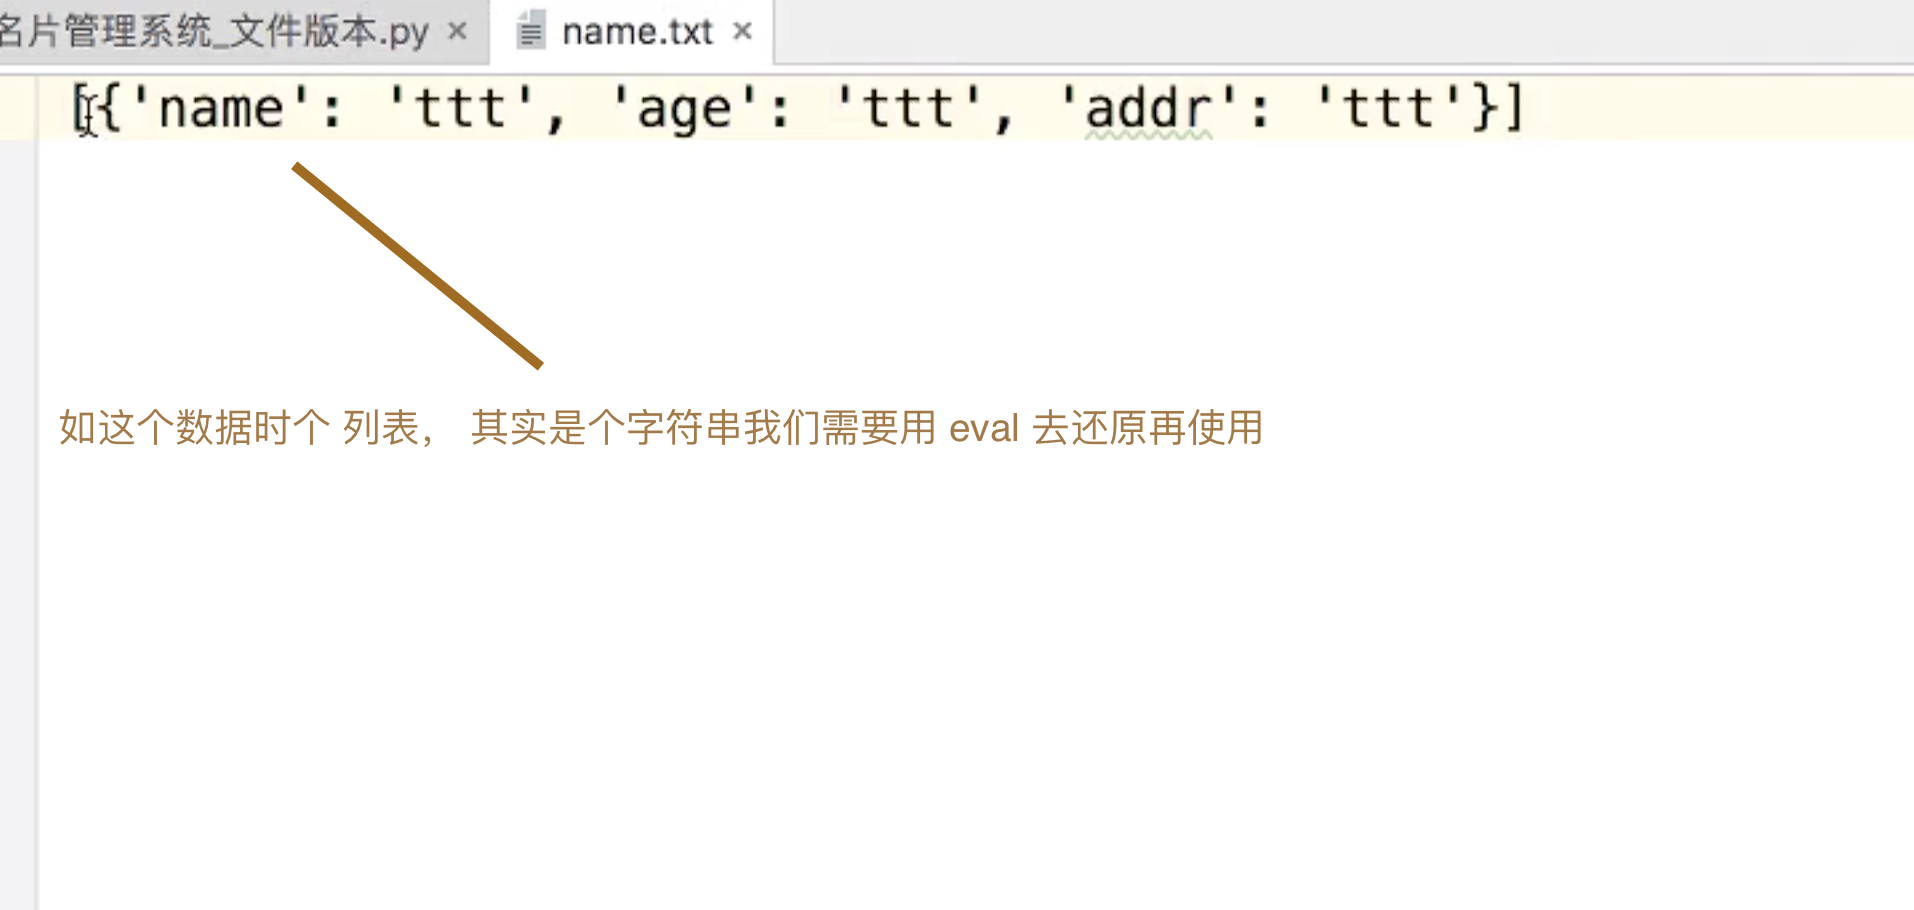 名片管理系统_文件版本.py × name.txt ×
[{'name': 'ttt', 'age': 'ttt', 'addr': 'ttt'}]
如这个数据时个 列表， 其实是个字符串我们需要用 eval 去还原再使用